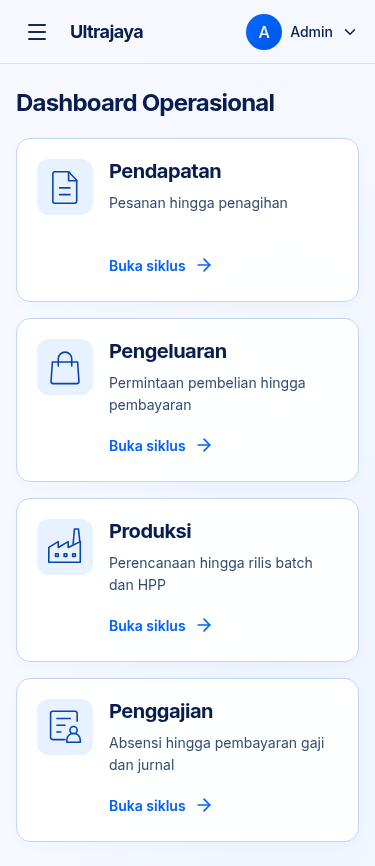 Ultrajaya
A
Admin
Dashboard Operasional
Pendapatan
Pesanan hingga penagihan
Buka siklus
Pengeluaran
Permintaan pembelian hingga
pembayaran
Buka siklus
Produksi
Perencanaan hingga rilis batch
dan HPP
Buka siklus
Penggajian
Absensi hingga pembayaran gaji
dan jurnal
Buka siklus